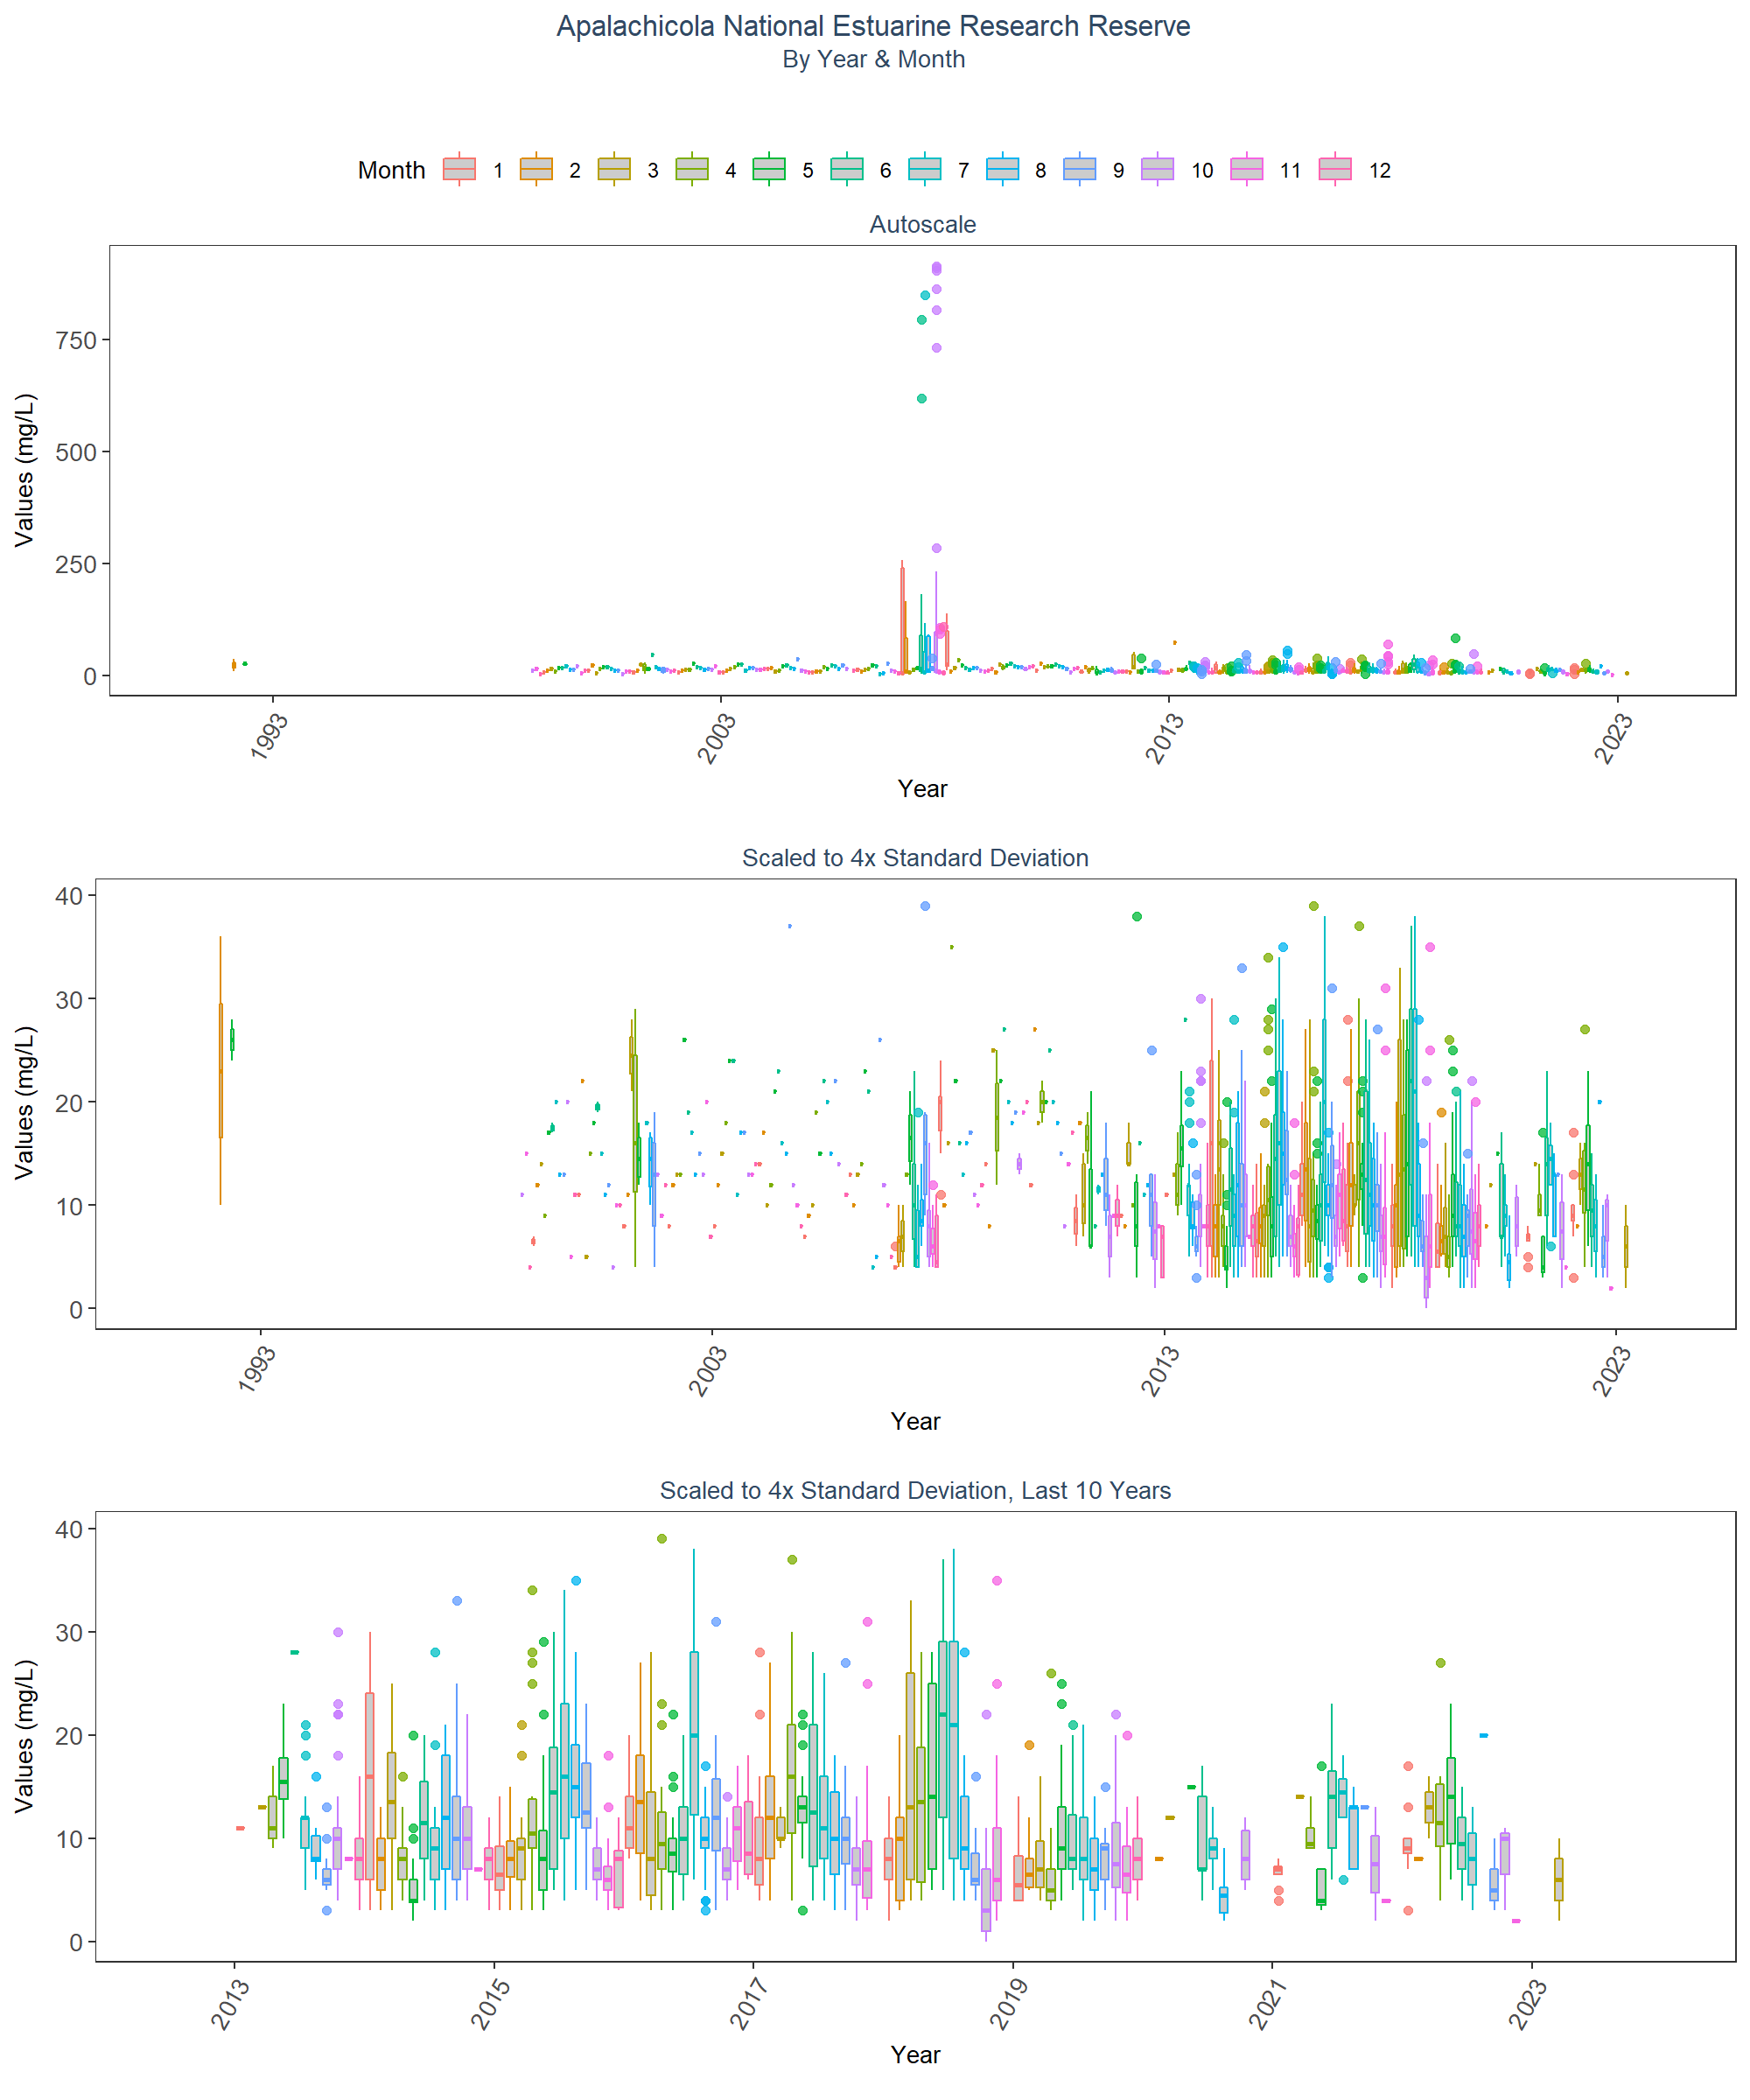 Apalachicola National Estuarine Research Reserve
By Year & Month
Month 1 2 3 4 5 6 7 8 9 10 11 12
Autoscale
Values (mg/L)
750
500
250
0
1993 2003 2013 2023
Year
Scaled to 4x Standard Deviation
Values (mg/L)
40
30
20
10
0
1993 2003 2013 2023
Year
Scaled to 4x Standard Deviation, Last 10 Years
Values (mg/L)
40
30
20
10
0
2013 2015 2017 2019 2021 2023
Year